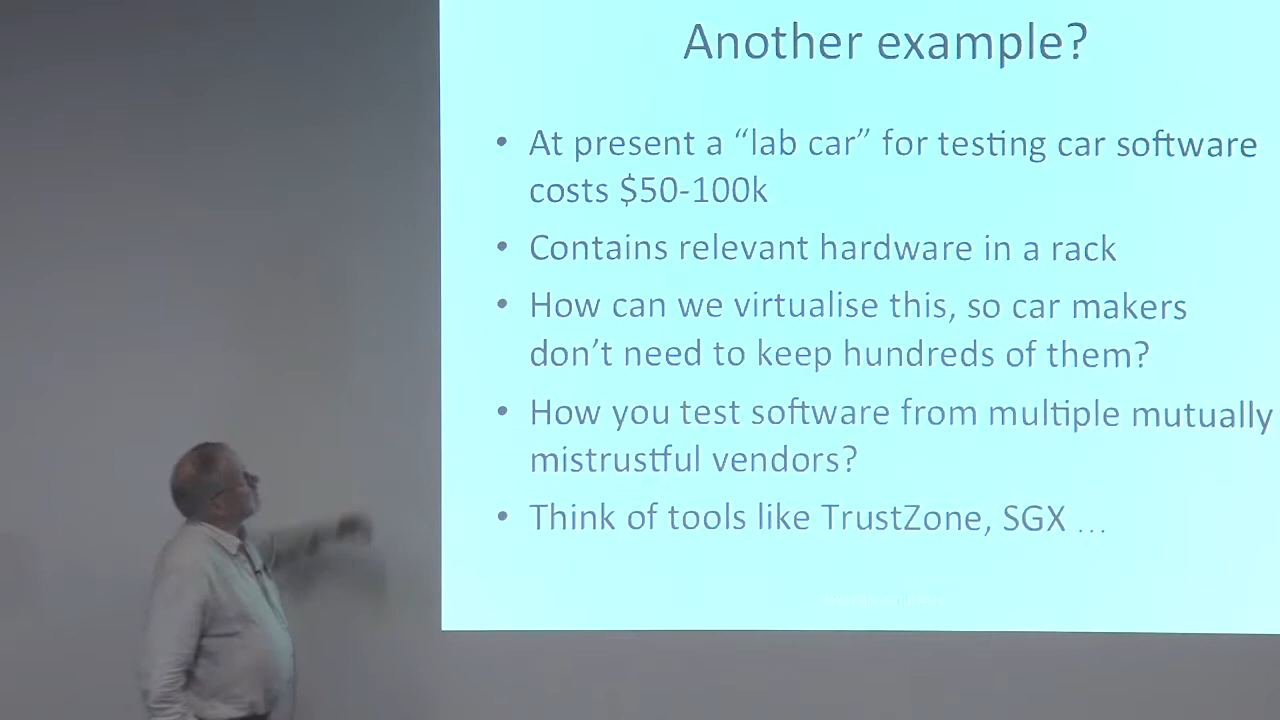 Another example?
• At present a “lab car” for testing car software
costs $50-100k
• Contains relevant hardware in a rack
• How can we virtualise this, so car makers
don’t need to keep hundreds of them?
• How you test software from multiple mutually
mistrustful vendors?
• Think of tools like TrustZone, SGX ...